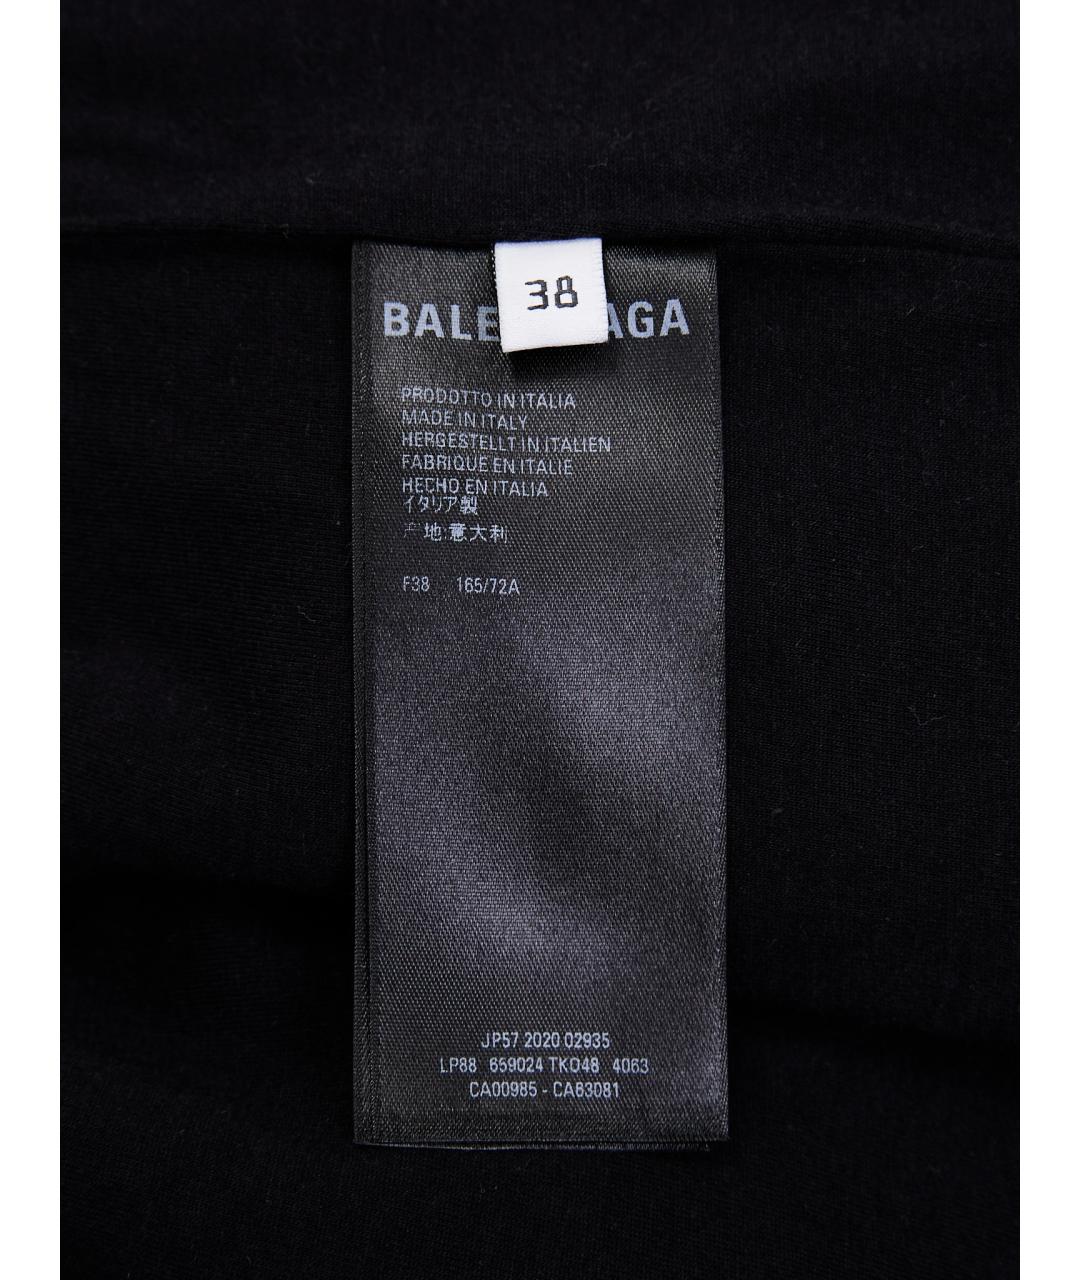 38
BALE AGA
PRODOTTO IN ITALIA
MADE IN ITALY
HERGESTELLT IN ITALIEN
FABRIQUE EN ITALIE
HECHO EN ITALIA
イタリア製
产地:意大利
F38 165/72A
JP57 2020 02935
LP88 659024 TKO48 4063
CA00985 - CA63081